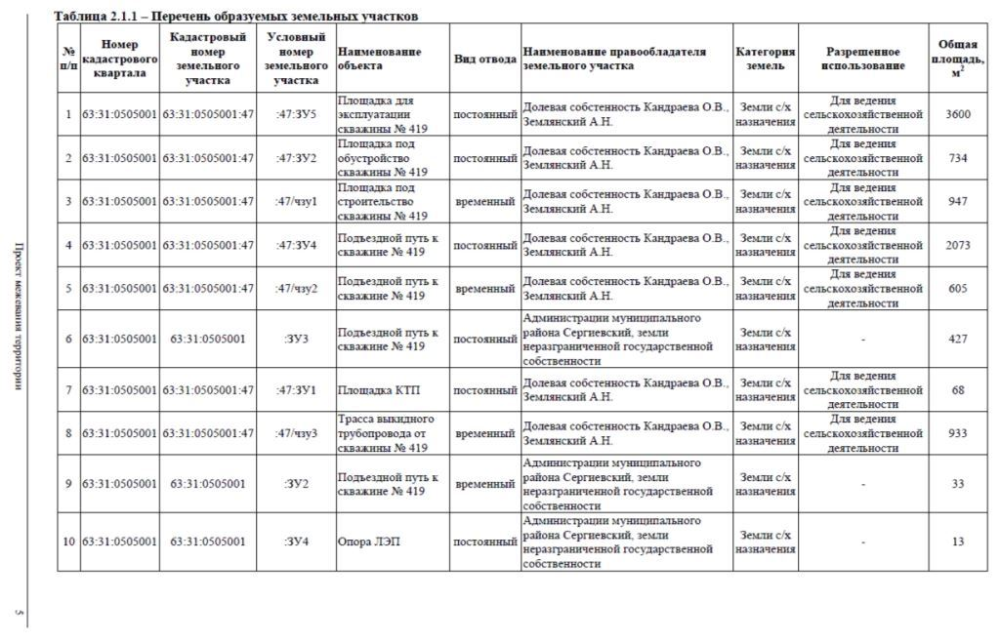 Таблица 2.1.1 – Перечень образуемых земельных участков
№ п/п Номер кадастрового квартала Кадастровый номер земельного участка Условный номер земельного участка Наименование объекта Вид отвода Наименование правообладателя земельного участка Категория земель Разрешенное использование Общая площадь, м2
1 63:31:0505001 63:31:0505001:47 :47:ЗУ5 Площадка для эксплуатации скважины № 419 постоянный Долевая собстенность Кандраева О.В., Землянский А.Н. Земли с/х назначения Для ведения сельскохозяйственной деятельности 3600
2 63:31:0505001 63:31:0505001:47 :47:ЗУ2 Площадка под обустройство скважины № 419 постоянный Долевая собстенность Кандраева О.В., Землянский А.Н. Земли с/х назначения Для ведения сельскохозяйственной деятельности 734
3 63:31:0505001 63:31:0505001:47 :47/чзу1 Площадка под строительство скважины № 419 временный Долевая собстенность Кандраева О.В., Землянский А.Н. Земли с/х назначения Для ведения сельскохозяйственной деятельности 947
4 63:31:0505001 63:31:0505001:47 :47:ЗУ4 Подъездной путь к скважине № 419 постоянный Долевая собстенность Кандраева О.В., Землянский А.Н. Земли с/х назначения Для ведения сельскохозяйственной деятельности 2073
5 63:31:0505001 63:31:0505001:47 :47/чзу2 Подъездной путь к скважине № 419 временный Долевая собстенность Кандраева О.В., Землянский А.Н. Земли с/х назначения Для ведения сельскохозяйственной деятельности 605
6 63:31:0505001 63:31:0505001 :ЗУ3 Подъездной путь к скважине № 419 постоянный Администрации муниципального района Сергиевский, земли неразграниченной государственной собственности Земли с/х назначения - 427
7 63:31:0505001 63:31:0505001:47 :47:ЗУ1 Площадка КТП постоянный Долевая собстенность Кандраева О.В., Землянский А.Н. Земли с/х назначения Для ведения сельскохозяйственной деятельности 68
8 63:31:0505001 63:31:0505001:47 :47/чзу3 Трасса выкидного трубопровода от скважины № 419 временный Долевая собстенность Кандраева О.В., Землянский А.Н. Земли с/х назначения Для ведения сельскохозяйственной деятельности 933
9 63:31:0505001 63:31:0505001 :ЗУ2 Подъездной путь к скважине № 419 временный Администрации муниципального района Сергиевский, земли неразграниченной государственной собственности Земли с/х назначения - 33
10 63:31:0505001 63:31:0505001 :ЗУ4 Опора ЛЭП постоянный Администрации муниципального района Сергиевский, земли неразграниченной государственной собственности Земли с/х назначения - 13
Проект межевания территории
5